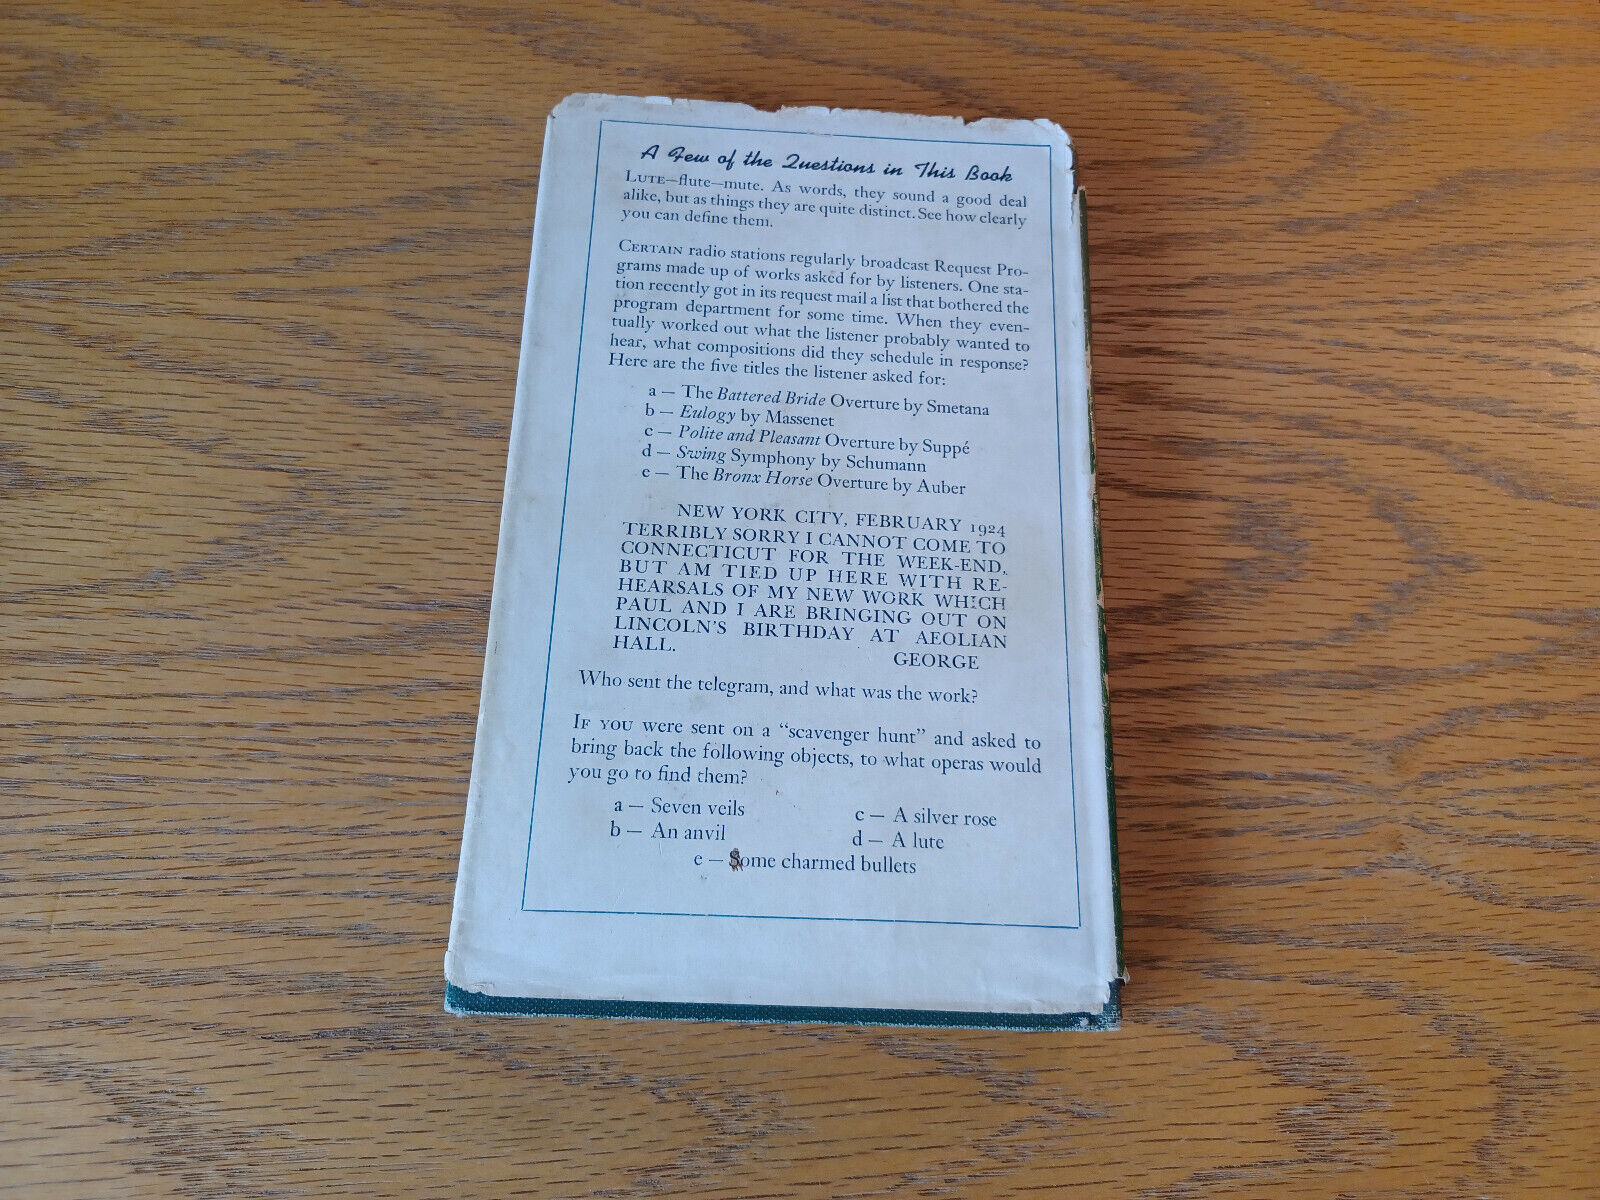 A Few of the Questions in This Book
LUTE—flute—mute. As words, they sound a good deal
alike, but as things they are quite distinct. See how clearly
you can define them.
CERTAIN radio stations regularly broadcast Request Pro-
grams made up of works asked for by listeners. One sta-
tion recently got in its request mail a list that bothered the
program department for some time. When they even-
tually worked out what the listener probably wanted to
hear, what compositions did they schedule in response?
Here are the five titles the listener asked for:
a — The Battered Bride Overture by Smetana
b — Eulogy by Massenet
c — Polite and Pleasant Overture by Suppé
d — Swing Symphony by Schumann
e — The Bronx Horse Overture by Auber
NEW YORK CITY, FEBRUARY 1924
TERRIBLY SORRY I CANNOT COME TO
CONNECTICUT FOR THE WEEK-END,
BUT AM TIED UP HERE WITH RE-
HEARSALS OF MY NEW WORK WHICH
PAUL AND I ARE BRINGING OUT ON
LINCOLN'S BIRTHDAY AT AEOLIAN
HALL.
GEORGE
Who sent the telegram, and what was the work?
IF YOU were sent on a "scavenger hunt" and asked to
bring back the following objects, to what operas would
you go to find them?
a — Seven veils
c — A silver rose
b — An anvil
d — A lute
e — Some charmed bullets